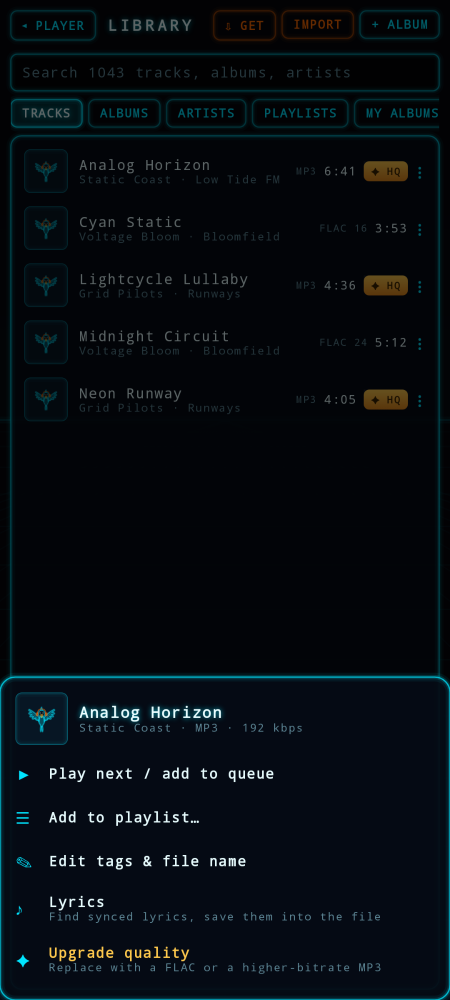 ◂ PLAYER LIBRARY ⇩ GET IMPORT + ALBUM
Search 1043 tracks, albums, artists
TRACKS ALBUMS ARTISTS PLAYLISTS MY ALBUMS
Analog Horizon
Static Coast · Low Tide FM MP3 6:41 ✦ HQ ⋮
Cyan Static
Voltage Bloom · Bloomfield FLAC 16 3:53 ⋮
Lightcycle Lullaby
Grid Pilots · Runways MP3 4:36 ✦ HQ ⋮
Midnight Circuit
Voltage Bloom · Bloomfield FLAC 24 5:12 ⋮
Neon Runway
Grid Pilots · Runways MP3 4:05 ✦ HQ ⋮
Analog Horizon
Static Coast · MP3 · 192 kbps
▶ Play next / add to queue
☰ Add to playlist…
✎ Edit tags & file name
♪ Lyrics
Find synced lyrics, save them into the file
✦ Upgrade quality
Replace with a FLAC or a higher-bitrate MP3